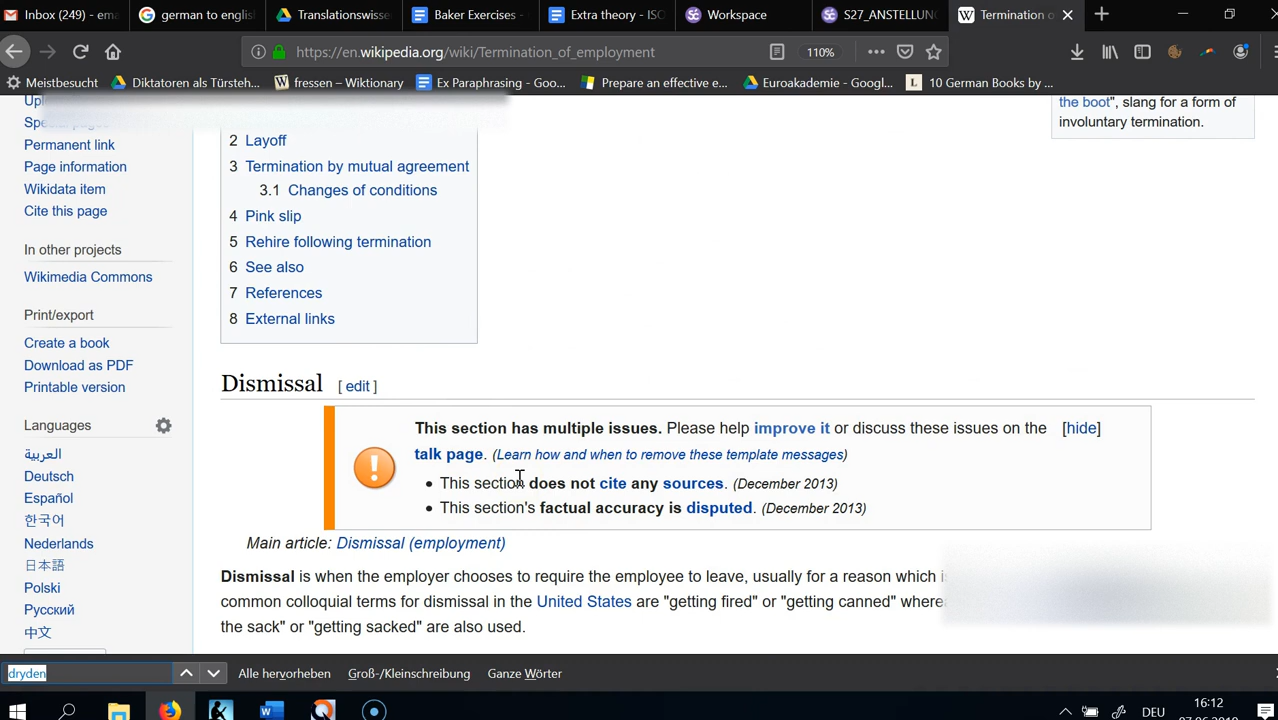 Inbox (249) - ema
german to englis
Translationswisse
Baker Exercises -
Extra theory - ISO
Workspace
S27_ANSTELLUN
Termination o
https://en.wikipedia.org/wiki/Termination_of_employment
110%
Meistbesucht
Diktatoren als Türsteh...
fressen – Wiktionary
Ex Paraphrasing - Goo...
Prepare an effective e...
Euroakademie - Googl...
10 German Books by ...
the boot", slang for a form of
involuntary termination.
Permanent link
Page information
Wikidata item
Cite this page
In other projects
Wikimedia Commons
Print/export
Create a book
Download as PDF
Printable version
Languages
العربية
Deutsch
Español
한국어
Nederlands
日本語
Polski
Русский
中文
2 Layoff
3 Termination by mutual agreement
3.1 Changes of conditions
4 Pink slip
5 Rehire following termination
6 See also
7 References
8 External links
Dismissal [ edit ]
This section has multiple issues. Please help improve it or discuss these issues on the [hide]
talk page. (Learn how and when to remove these template messages)
• This section does not cite any sources. (December 2013)
• This section's factual accuracy is disputed. (December 2013)
Main article: Dismissal (employment)
Dismissal is when the employer chooses to require the employee to leave, usually for a reason which
common colloquial terms for dismissal in the United States are "getting fired" or "getting canned"
the sack" or "getting sacked" are also used.
dryden
Alle hervorheben
Groß-/Kleinschreibung
Ganze Wörter
DEU
16:12